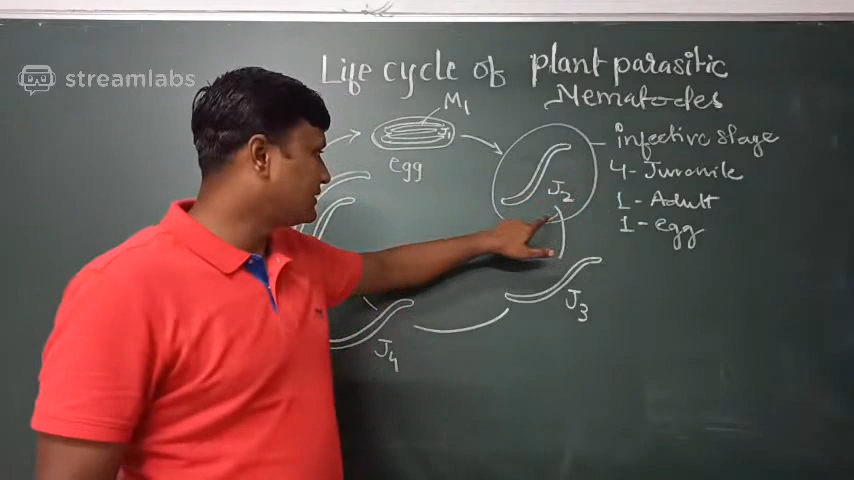 streamlabs
Life cycle of plant parasitic
Nematodes
M1
egg
J2
infective stage
4-Juvenile
1-Adult
1-egg
J3
J4